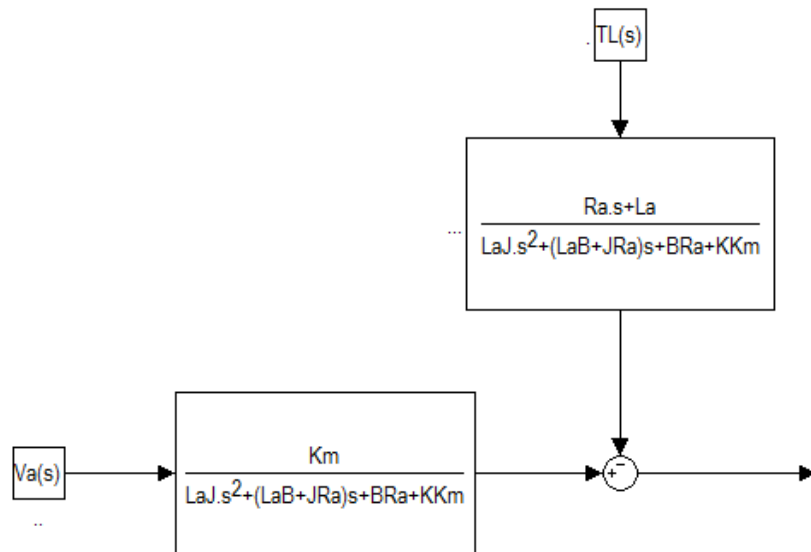 .TL(s)
Ra.s+La
...
LaJ.s²+(LaB+JRa)s+BRa+KKm
Km
LaJ.s²+(LaB+JRa)s+BRa+KKm
Va(s)
+ −
..